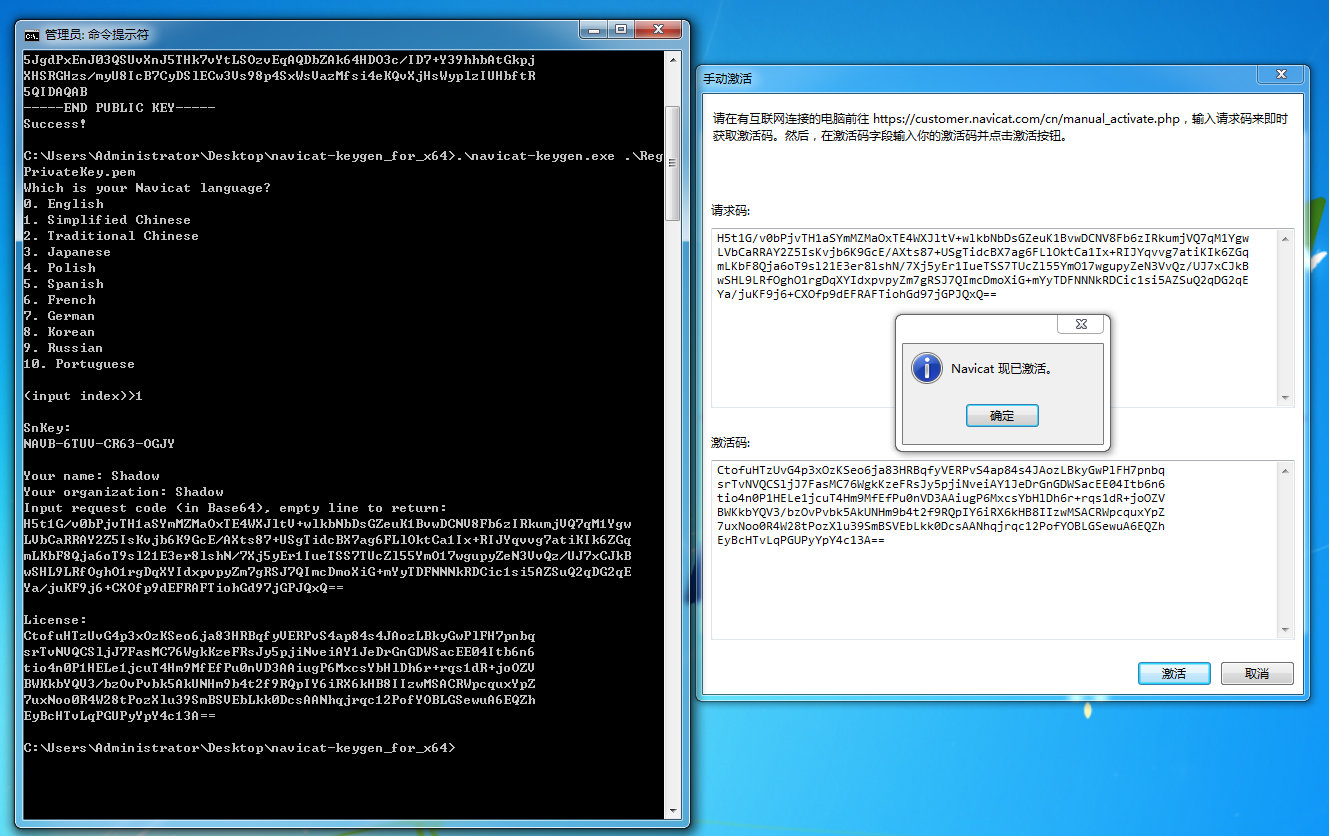 管理员: 命令提示符
5JgdPxEnJ03QSUvXnJ5THk7vYtLSOzvEqAQDbZAk64HDO3c/ID7+Y39hhbAtGkpj
XHSRGHzs/myU8IcB7CyDSlECw3Vs98p4SxWsVazMfsi4eKQvXjHsWyplzIUHbftR
5QIDAQAB
-----END PUBLIC KEY-----
Success!
C:\Users\Administrator\Desktop\navicat-keygen_for_x64>.\navicat-keygen.exe .\Reg
PrivateKey.pem
Which is your Navicat language?
0. English
1. Simplified Chinese
2. Traditional Chinese
3. Japanese
4. Polish
5. Spanish
6. French
7. German
8. Korean
9. Russian
10. Portuguese
(input index)>1
SnKey:
NAVB-6TUV-CR63-OGJY
Your name: Shadow
Your organization: Shadow
Input request code (in Base64), empty line to return:
H5t1G/v0bPjvTH1aSYmMZMaOxTE4WXJltV+wlkbNbDsGZeuK1BvwDCNV8Fb6zIRkumjVQ7qM1Ygw
LVbCaRRAY2Z5IsKvjb6K9GcE/AXts87+USgTidcBX7ag6FLlOktCa1Ix+RIJYqvvg7atiKIk6ZGq
mLKbF8Qja6oT9sl21E3er8lshN/7Xj5yEr1IueTSS7TUcZl55YmO17wgupyZeN3VvQz/UJ7xCJkB
wSHL9LRfOghO1rgDqXYIdxpvpyZm7gRSJ7QImcDmoXiG+mYyTDFNNNkRDCic1si5AZSuQ2qDG2qE
Ya/juKF9j6+CXOfp9dEFRAFTiohGd97jGPJQxQ==
License:
CtofuHTzUvG4p3xOzKSeo6ja83HRBqfyVERPvS4ap84s4JAozLBkyGwPlFH7pnbq
srTvNVQCSljJ7FasMC76WgkKzeFRsJy5pjiNveiAY1JeDrGnGDWSacEE04Itb6n6
tio4n0P1HELe1jcuT4Hm9MfEfPu0nVD3AAiugP6MxcsYbHlDh6r+rqs1dR+joOZV
BWKkbYQV3/bzOvPvbk5AkUNHm9b4t2f9RQpIY6iRX6kHB8IIzwMSACRWpcquxYpZ
7uxNoo0R4W28tPozXlu39SmBSVEbLkk0DcsAANhqjrqc12PofYOBLGSewuA6EQZh
EyBcHTvLqPGUPyYpY4c13A==
C:\Users\Administrator\Desktop\navicat-keygen_for_x64>
手动激活
请在有互联网连接的电脑前往 https://customer.navicat.com/cn/manual_activate.php，输入请求码来即时
获取激活码。然后，在激活码字段输入你的激活码并点击激活按钮。
请求码:
H5t1G/v0bPjvTH1aSYmMZMaOxTE4WXJltV+wlkbNbDsGZeuK1BvwDCNV8Fb6zIRkumjVQ7qM1Ygw
LVbCaRRAY2Z5IsKvjb6K9GcE/AXts87+USgTidcBX7ag6FLlOktCa1Ix+RIJYqvvg7atiKIk6ZGq
mLKbF8Qja6oT9sl21E3er8lshN/7Xj5yEr1IueTSS7TUcZl55YmO17wgupyZeN3VvQz/UJ7xCJkB
wSHL9LRfOghO1rgDqXYIdxpvpyZm7gRSJ7QImcDmoXiG+mYyTDFNNNkRDCic1si5AZSuQ2qDG2qE
Ya/juKF9j6+CXOfp9dEFRAFTiohGd97jGPJQxQ==
Navicat 现已激活。
确定
激活码:
CtofuHTzUvG4p3xOzKSeo6ja83HRBqfyVERPvS4ap84s4JAozLBkyGwPlFH7pnbq
srTvNVQCSljJ7FasMC76WgkKzeFRsJy5pjiNveiAY1JeDrGnGDWSacEE04Itb6n6
tio4n0P1HELe1jcuT4Hm9MfEfPu0nVD3AAiugP6MxcsYbHlDh6r+rqs1dR+joOZV
BWKkbYQV3/bzOvPvbk5AkUNHm9b4t2f9RQpIY6iRX6kHB8IIzwMSACRWpcquxYpZ
7uxNoo0R4W28tPozXlu39SmBSVEbLkk0DcsAANhqjrqc12PofYOBLGSewuA6EQZh
EyBcHTvLqPGUPyYpY4c13A==
激活
取消